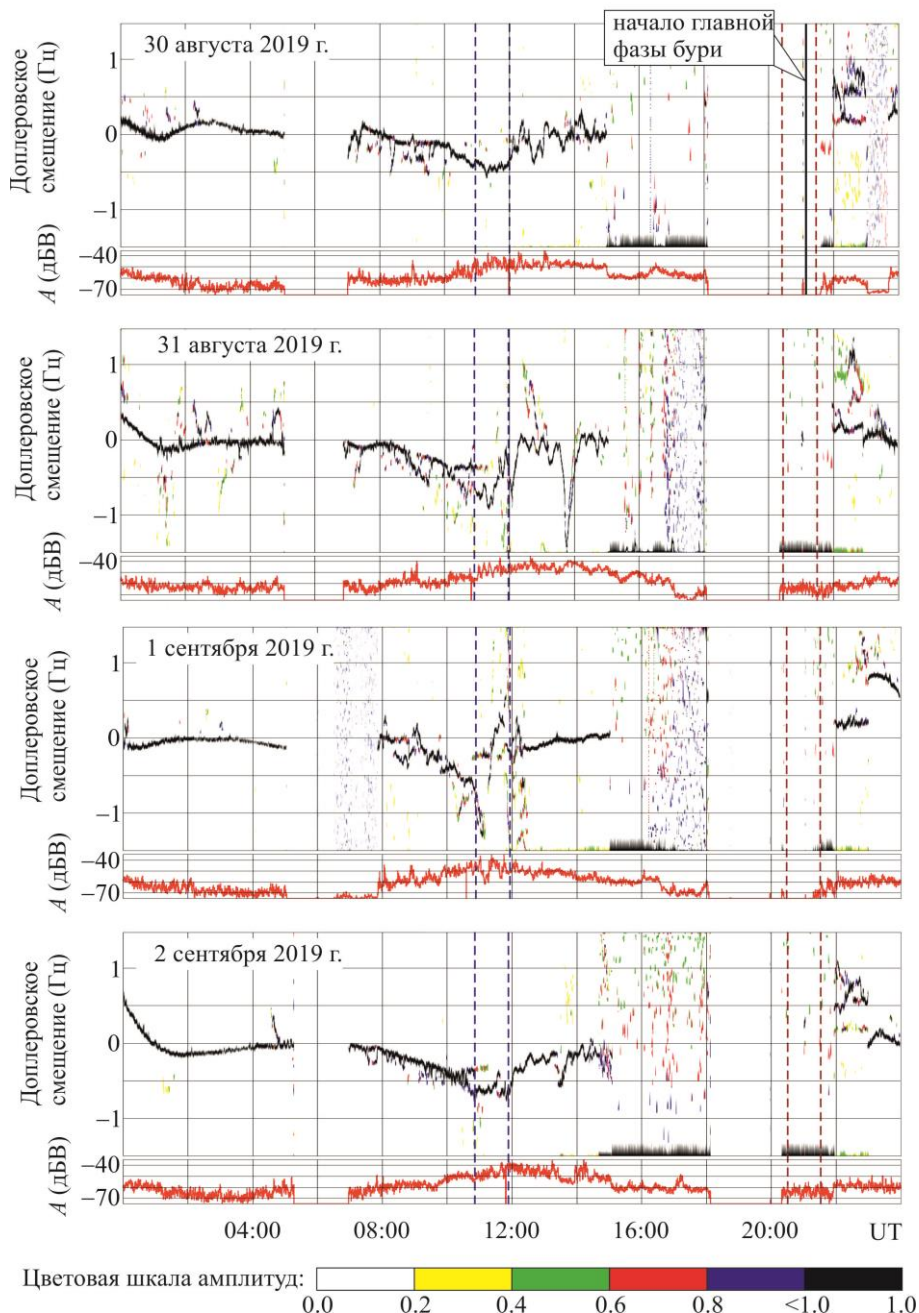 начало главной
фазы бури
30 августа 2019 г.
Доплеровское
смещение (Гц)
1
0
−1
A (дБВ)
−40
−70
31 августа 2019 г.
Доплеровское
смещение (Гц)
1
0
−1
A (дБВ)
−40
1 сентября 2019 г.
Доплеровское
смещение (Гц)
1
0
−1
A (дБВ)
−40
−70
2 сентября 2019 г.
Доплеровское
смещение (Гц)
1
0
−1
A (дБВ)
−40
−70
04:00 08:00 12:00 16:00 20:00 UT
Цветовая шкала амплитуд:
0.0 0.2 0.4 0.6 0.8 <1.0 1.0